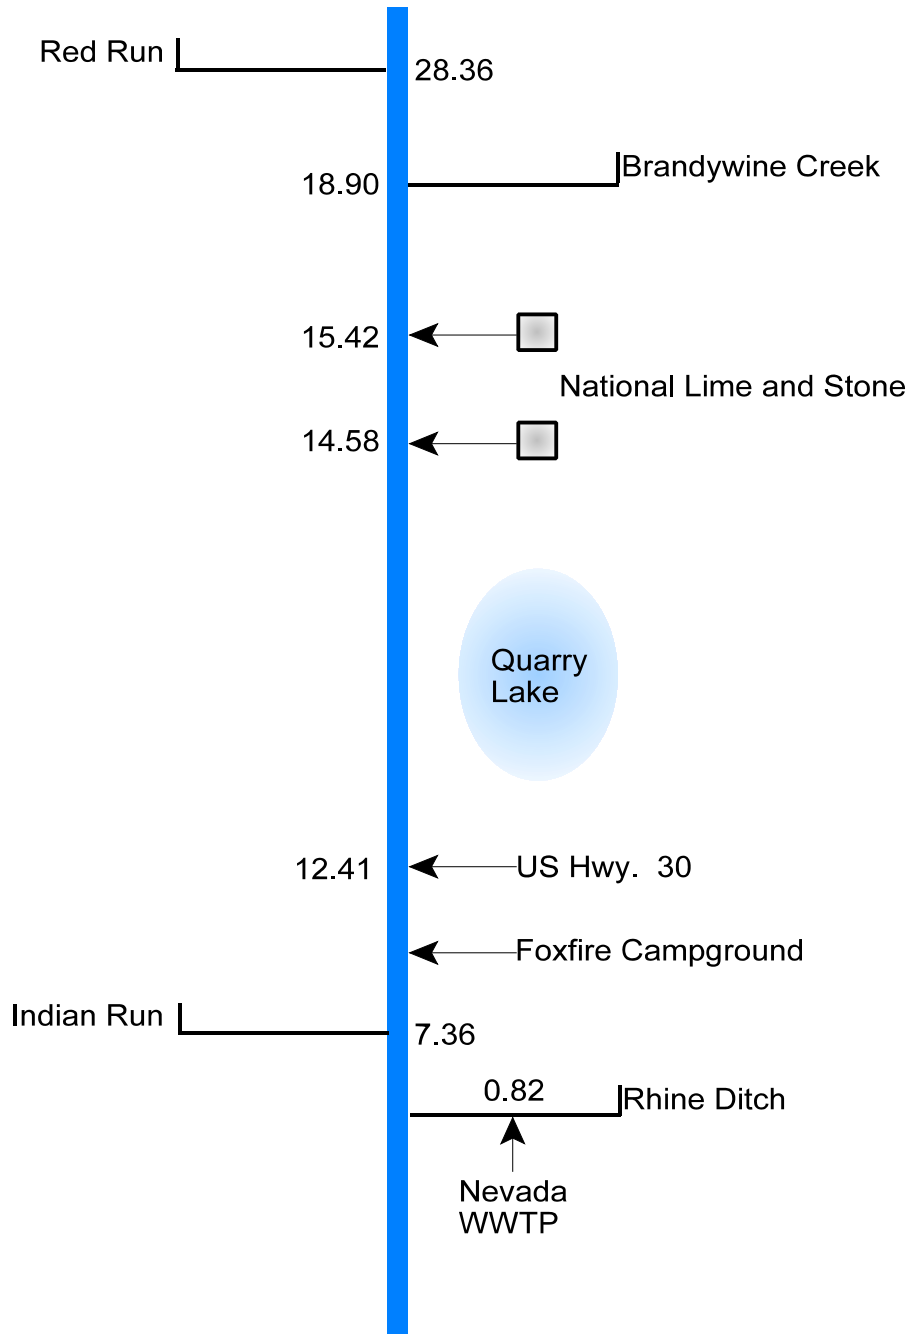 Red Run
28.36
Brandywine Creek
18.90
15.42
National Lime and Stone
14.58
Quarry
Lake
12.41
US Hwy. 30
Foxfire Campground
Indian Run
7.36
0.82
Rhine Ditch
Nevada
WWTP